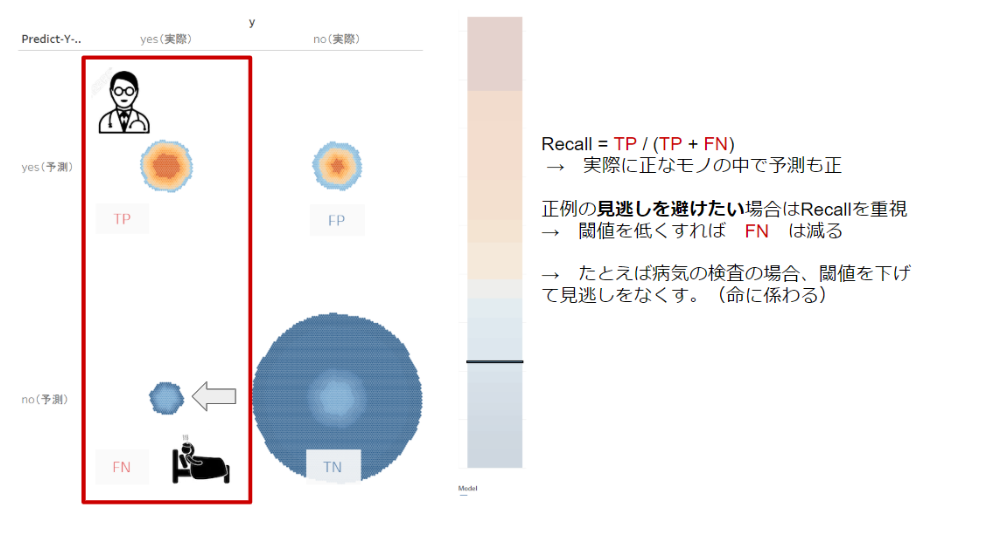 y
Predict-Y-..
yes(実際)
no(実際)
yes(予測)
TP
FP
no(予測)
FN
TN
Model
Recall = TP / (TP + FN)
→ 実際に正なモノの中で予測も正
正例の見逃しを避けたい場合はRecallを重視
→ 閾値を低くすれば FN は減る
→ たとえば病気の検査の場合、閾値を下げ
て見逃しをなくす。（命に係わる）